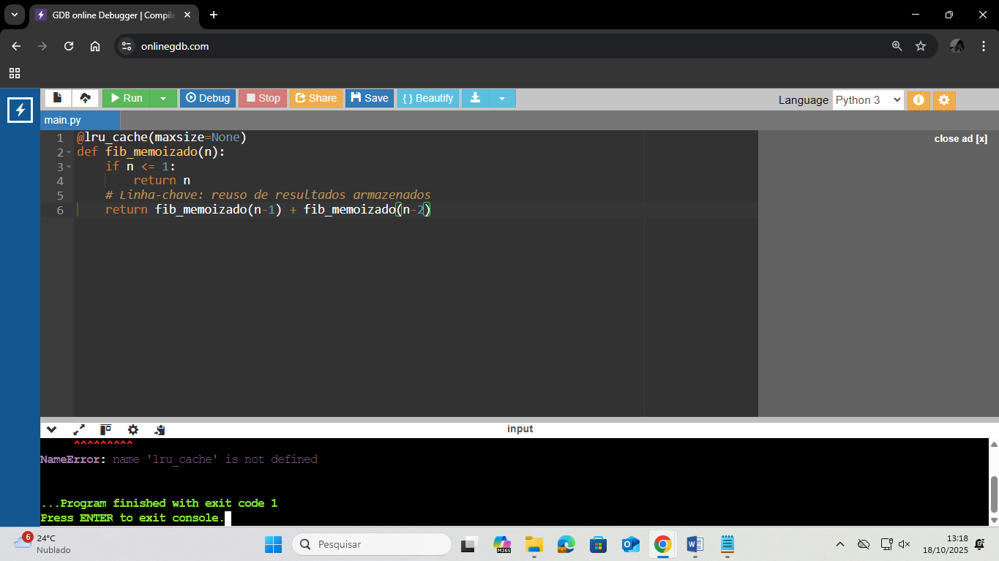 GDB online Debugger | Compile
onlinegdb.com
Run Debug Stop Share Save { } Beautify Language Python 3
main.py
close ad [x]
1 @lru_cache(maxsize=None)
2 def fib_memoizado(n):
3 if n <= 1:
4 return n
5 # Linha-chave: reuso de resultados armazenados
6 return fib_memoizado(n-1) + fib_memoizado(n-2)
input
^^^^^^^^^
NameError: name 'lru_cache' is not defined
...Program finished with exit code 1
Press ENTER to exit console.
6
24°C
Nublado
Pesquisar
M365
13:18
18/10/2025